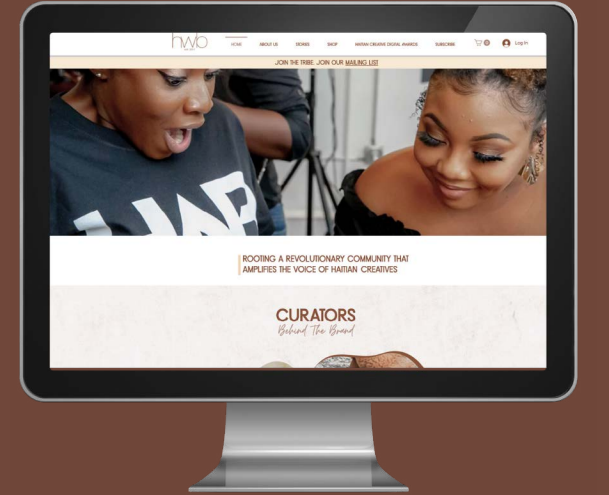 hwb
HOME ABOUT US STORIES SHOP HAITIAN CREATIVE DIGITAL AWARDS SUBSCRIBE 0 Log In
JOIN THE TRIBE. JOIN OUR MAILING LIST
ROOTING A REVOLUTIONARY COMMUNITY THAT
AMPLIFIES THE VOICE OF HAITIAN CREATIVES
CURATORS
Behind The Brand